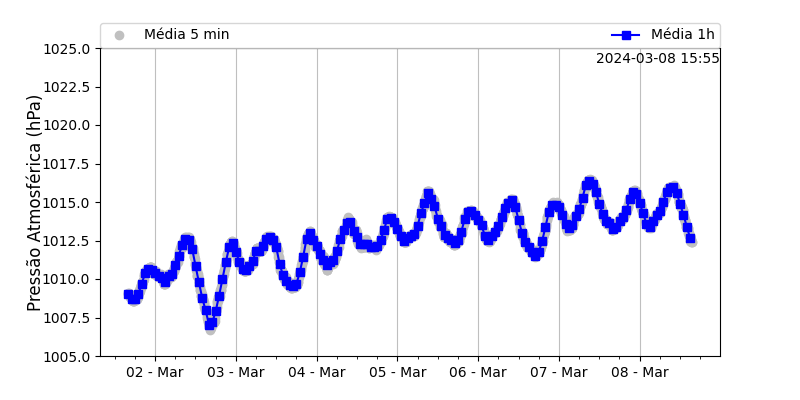 Média 5 min
Média 1h
2024-03-08 15:55
Pressão Atmosférica (hPa)
1025.0
1022.5
1020.0
1017.5
1015.0
1012.5
1010.0
1007.5
1005.0
02 - Mar
03 - Mar
04 - Mar
05 - Mar
06 - Mar
07 - Mar
08 - Mar